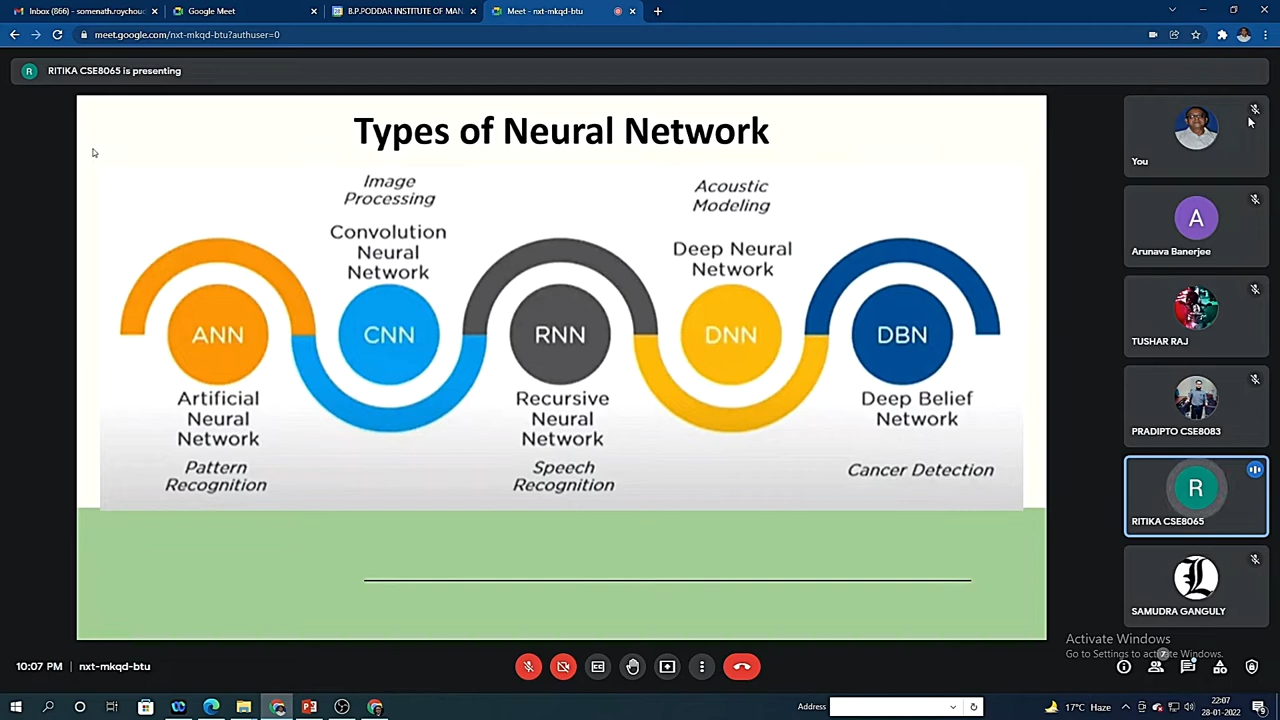 Inbox (866) - somenath.roychouc
Google Meet
B.P.PODDAR INSTITUTE OF MAN
Meet - nxt-mkqd-btu
meet.google.com/nxt-mkqd-btu?authuser=0
R
RITIKA CSE8065 is presenting
Types of Neural Network
Image
Processing
Convolution
Neural
Network
Acoustic
Modeling
Deep Neural
Network
ANN
CNN
RNN
DNN
DBN
Artificial
Neural
Network
Pattern
Recognition
Recursive
Neural
Network
Speech
Recognition
Deep Belief
Network
Cancer Detection
You
A
Arunava Banerjee
TUSHAR RAJ
PRADIPTO CSE8083
R
RITIKA CSE8065
L
SAMUDRA GANGULY
Activate Windows
Go to Settings to activate Windows.
10:07 PM | nxt-mkqd-btu
7
Address
17°C Haze
22:07
28-01-2022